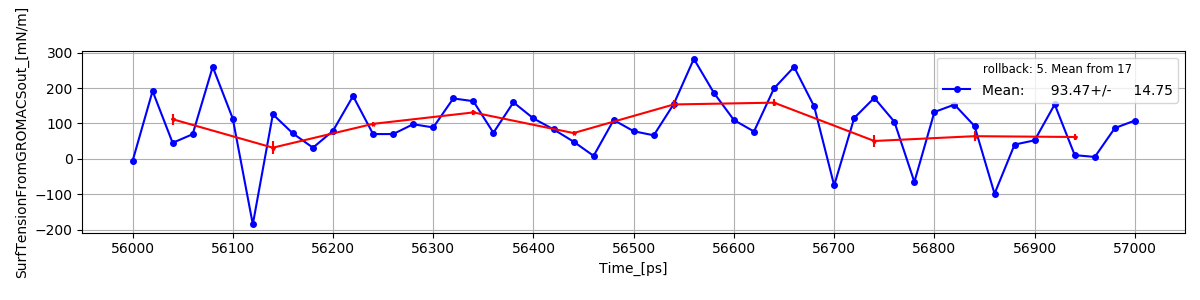 SurfTensionFromGROMACSout_[mN/m]
300
200
100
0
−100
−200
rollback: 5. Mean from 17
Mean: 93.47+/- 14.75
56000 56100 56200 56300 56400 56500 56600 56700 56800 56900 57000
Time_[ps]